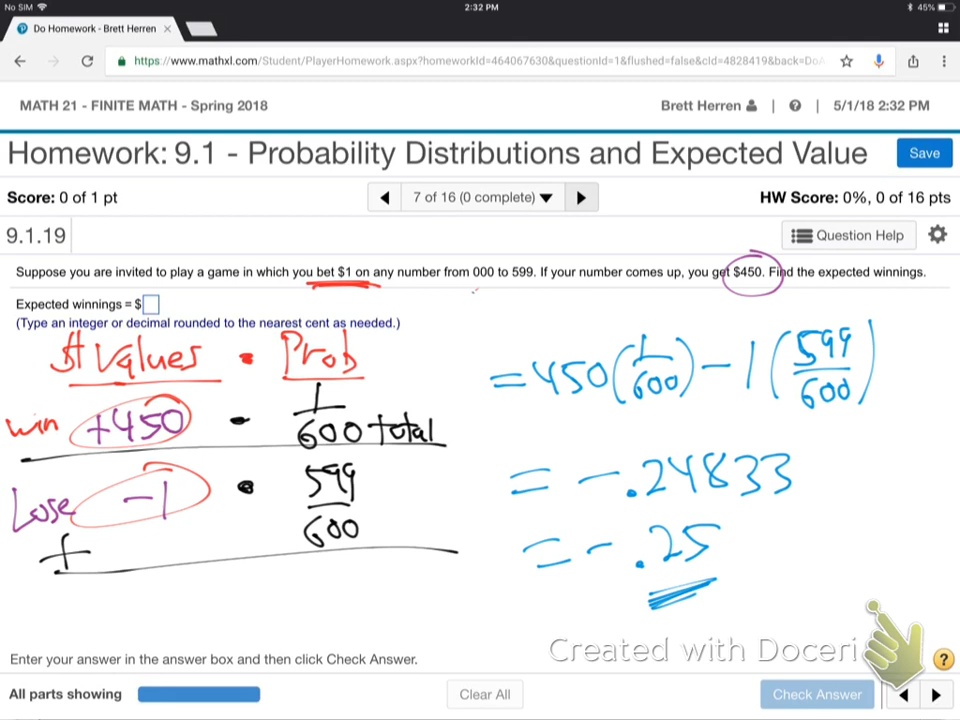 No SIM 2:32 PM 45%
Do Homework - Brett Herren ×
https://www.mathxl.com/Student/PlayerHomework.aspx?homeworkId=464067630&questionId=1&flushed=false&cld=4828419&back=DoA
MATH 21 - FINITE MATH - Spring 2018 Brett Herren | ? | 5/1/18 2:32 PM
Homework: 9.1 - Probability Distributions and Expected Value Save
Score: 0 of 1 pt 7 of 16 (0 complete) HW Score: 0%, 0 of 16 pts
9.1.19 Question Help
Suppose you are invited to play a game in which you bet $1 on any number from 000 to 599. If your number comes up, you get $450. Find the expected winnings.
Expected winnings = $
(Type an integer or decimal rounded to the nearest cent as needed.)
$ Values · Prob
win +450 · 1/600 total
Lose -1 · 599/600
+
= 450(1/600) - 1(599/600)
= -.24833
= -.25
Created with Doceri
Enter your answer in the answer box and then click Check Answer. ?
All parts showing Clear All Check Answer